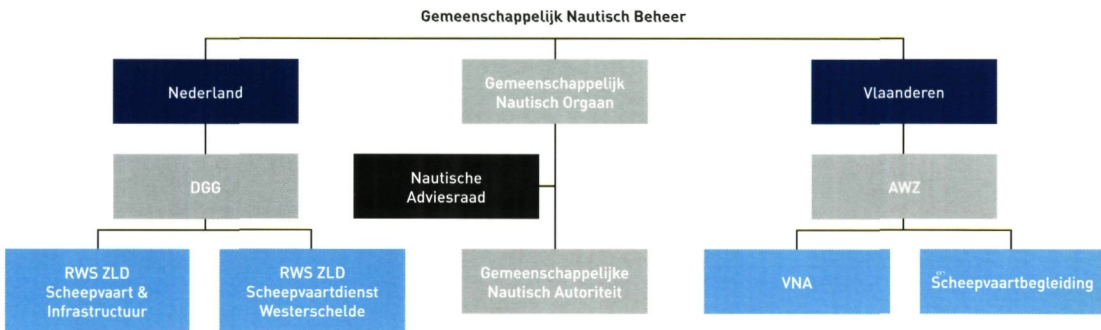 Gemeenschappelijk Nautisch Beheer
Nederland
Gemeenschappelijk
Nautisch Orgaan
Vlaanderen
DGG
Nautische
Adviesraad
AWZ
RWS ZLD
Scheepvaart &
Infrastructuur
RWS ZLD
Scheepvaartdienst
Westerschelde
Gemeenschappelijke
Nautisch Autoriteit
VNA
Scheepvaartbegleiding